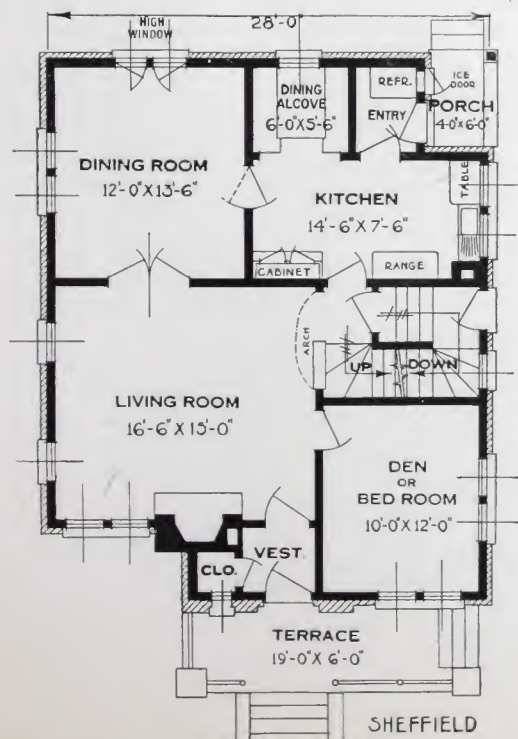 28'-0"
HIGH
WINDOW
DINING
ALCOVE
6'-0"X5'-6"
REFR.
ICE
DOOR
ENTRY
PORCH
4-0"X6'-0"
DINING ROOM
12'-0"X13'-6"
KITCHEN
14'-6"X7'-6"
TABLE
CABINET
RANGE
ARCH
UP
DOWN
LIVING ROOM
16'-6"X15'-0"
DEN
OR
BED ROOM
10'-0"X12'-0"
VEST.
CLO.
TERRACE
19'-0"X6'-0"
SHEFFIELD